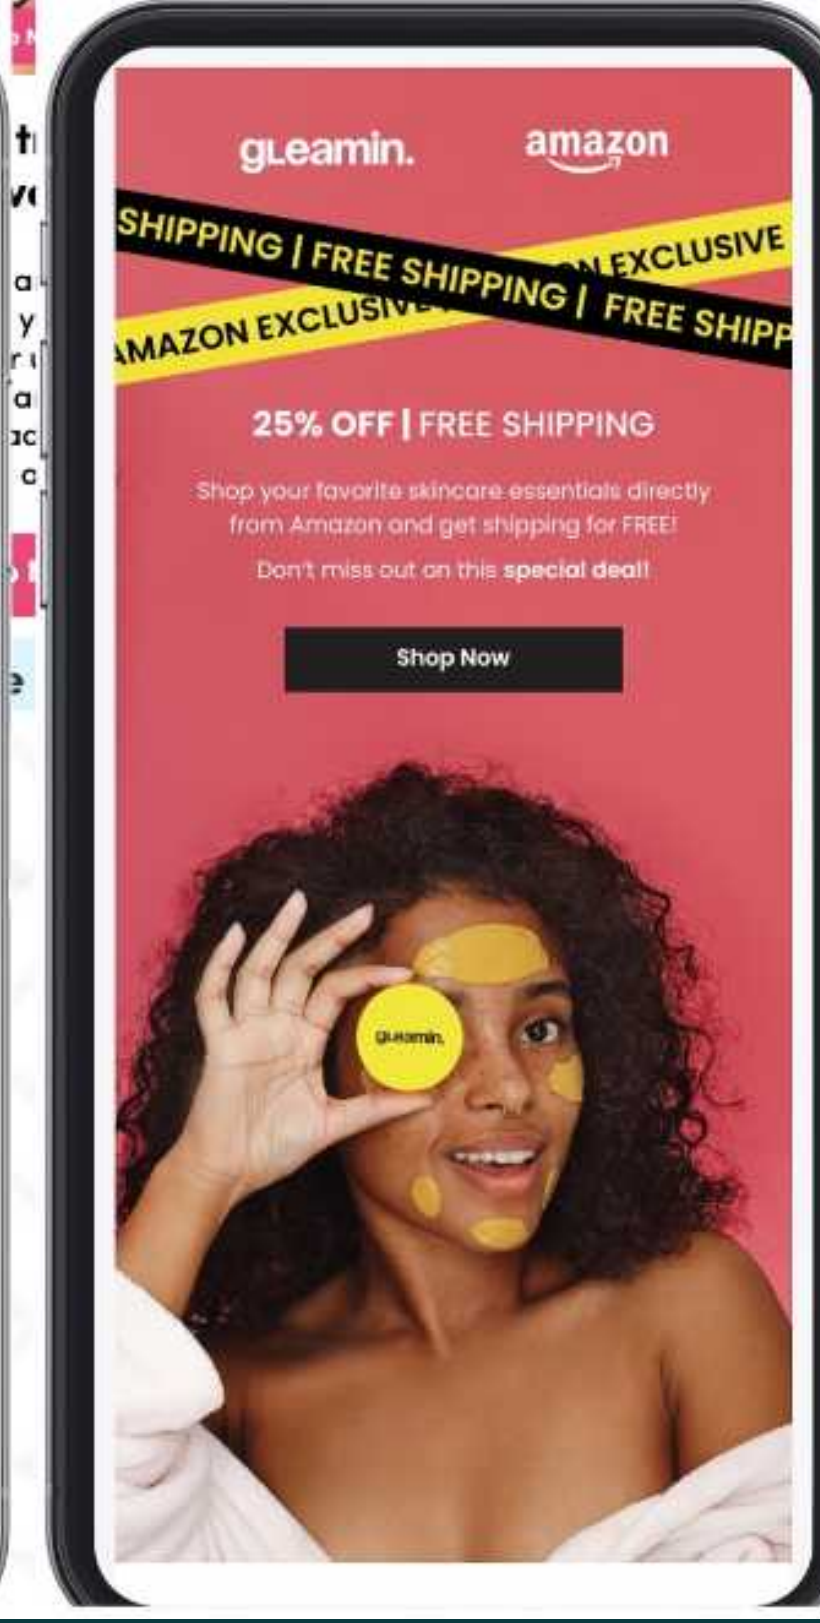 gLeamin.
amazon
SHIPPING | FREE SHIPPING | FREE SHIPP
EXCLUSIVE
AMAZON EXCLUSIVE
25% OFF | FREE SHIPPING
Shop your favorite skincare essentials directly
from Amazon and get shipping for FREE!
Don't miss out on this special deal!
Shop Now
gLeamin.